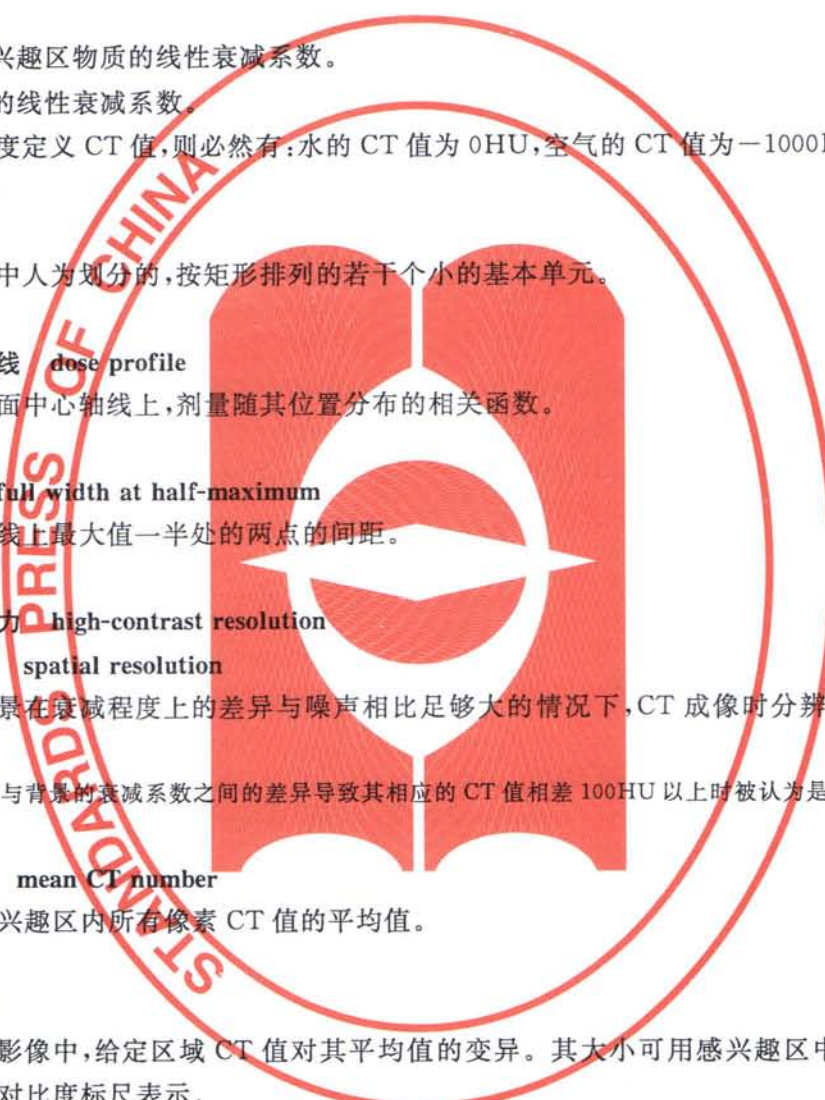 兴趣区物质的线性衰减系数。
的线性衰减系数。
度定义 CT 值,则必然有:水的 CT 值为 0HU,空气的 CT 值为-1000
中人为划分的,按矩形排列的若干个小的基本单元。
线 dose profile
面中心轴线上,剂量随其位置分布的相关函数。
full width at half-maximum
线上最大值一半处的两点的间距。
力 high-contrast resolution
spatial resolution
景在衰减程度上的差异与噪声相比足够大的情况下,CT 成像时分辨
与背景的衰减系数之间的差异导致其相应的 CT 值相差 100HU 以上时被认为是
mean CT number
兴趣区内所有像素 CT 值的平均值。
影像中,给定区域 CT 值对其平均值的变异。其大小可用感兴趣区中
对比度标尺表示。
STANDARDS PRESS OF CHINA